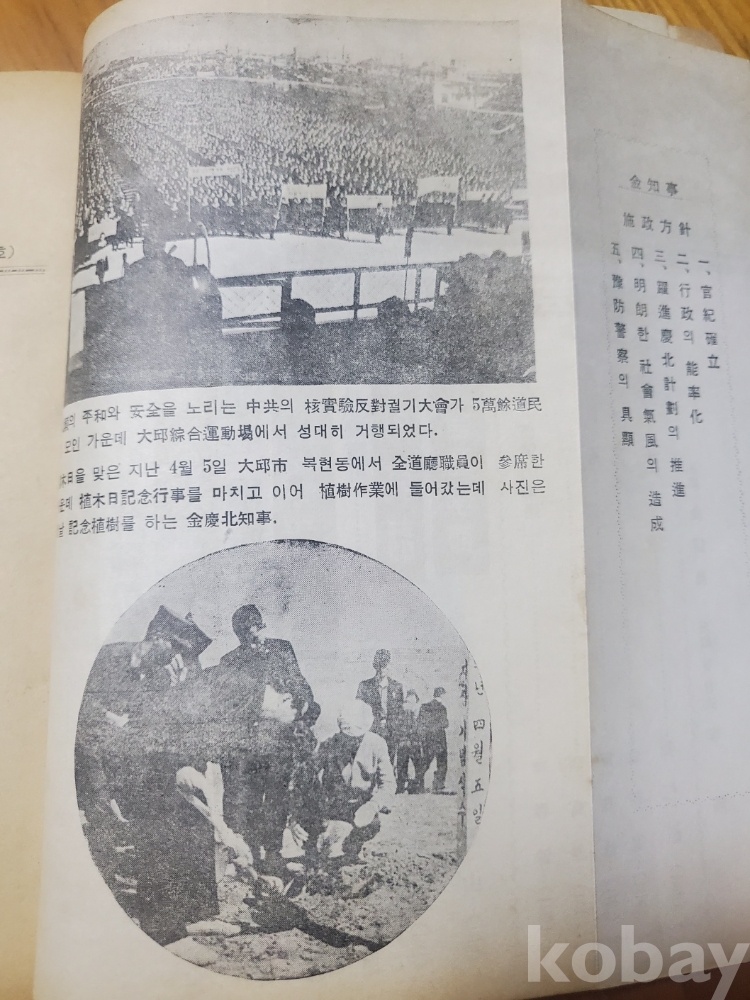 호)
의 주和와 安全을 노리는 中共의 核實驗反對궐기大會가 5萬餘道民
모인 가운데 大邱綜合運動場에서 성대히 거행되었다.
木日을 맞은 지난 4월 5일 大邱市 복현동에서 全道廳職員이 參席한
운데 植木日記念行事를 마치고 이어 植樹作業에 들어갔는데 사진은
날 記念植樹를 하는 金慶北知事.
년 四월 五일
金知事
施政方針
一、官紀確立
二、行政의 能率化
三、躍進慶北計劃의 推進
四、明朗한 社會氣風의 造成
五、豫防警察의 具顯
kobay